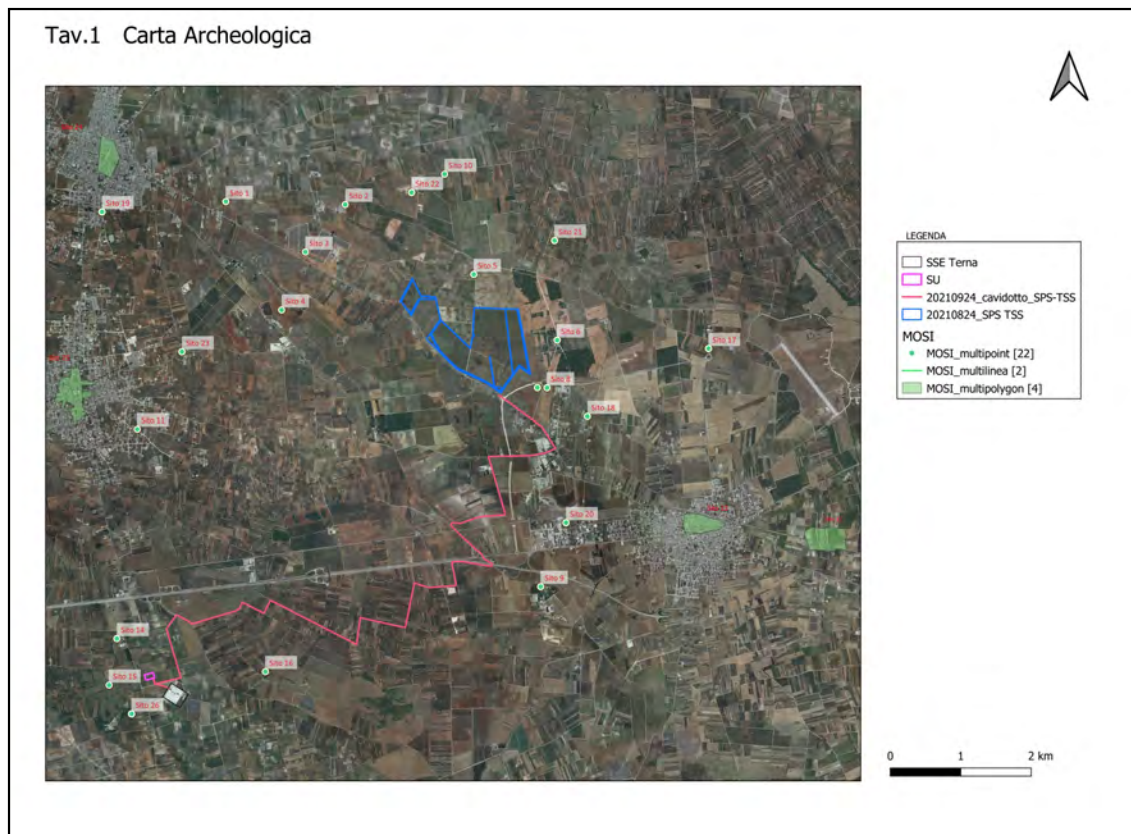 Tav.1 Carta Archeologica
Sito 10
Sito 22
Sito 1
Sito 2
Sito 19
Sito 21
Sito 3
Sito 5
Sito 4
Sito 6
Sito 17
Sito 23
Sito 18
Sito 11
Sito 20
Sito 9
Sito 14
Sito 16
Sito 15
Sito 26
LEGENDA
SSE Terna
SU
20210924_cavidotto_SPS-TSS
20210824_SPS TSS
MOSI
MOSI_multipoint [22]
MOSI_multilinea [2]
MOSI_multipolygon [4]
0 1 2 km